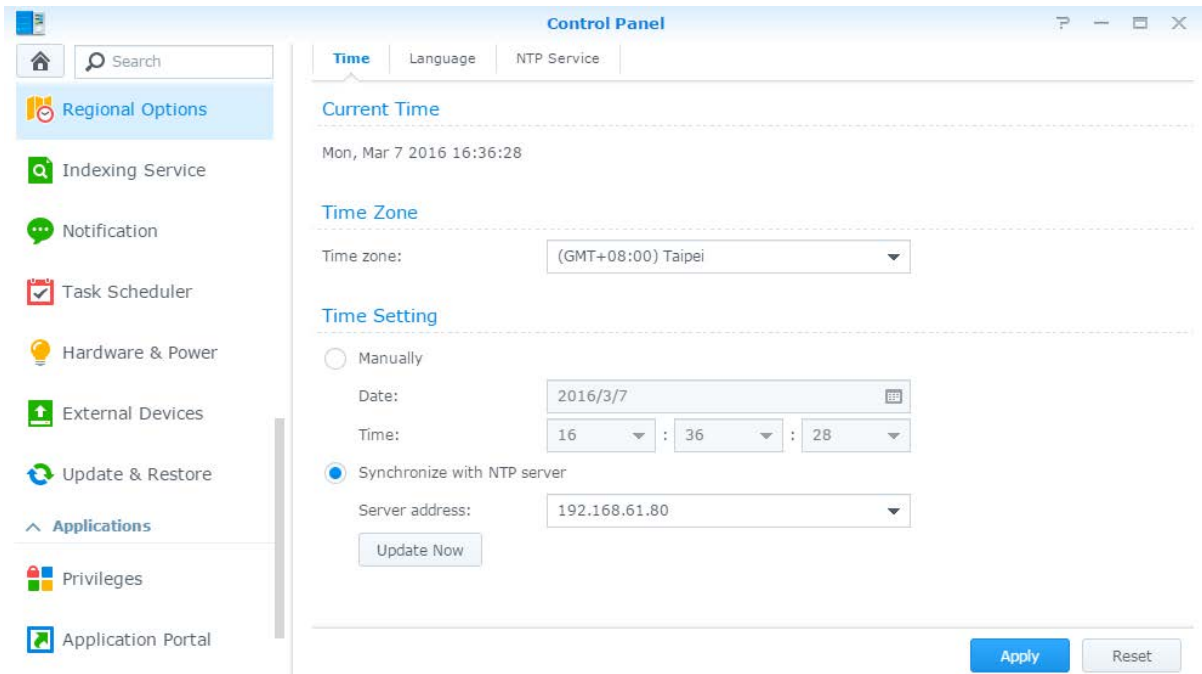 Control Panel
Search
Regional Options
Indexing Service
Notification
Task Scheduler
Hardware & Power
External Devices
Update & Restore
Applications
Privileges
Application Portal
Time Language NTP Service
Current Time
Mon, Mar 7 2016 16:36:28
Time Zone
Time zone: (GMT+08:00) Taipei
Time Setting
Manually
Date: 2016/3/7
Time: 16 : 36 : 28
Synchronize with NTP server
Server address: 192.168.61.80
Update Now
Apply Reset